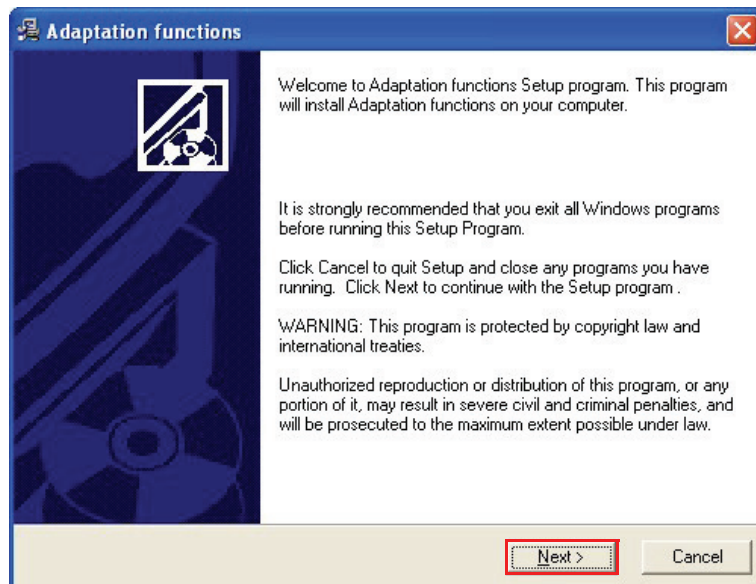 Adaptation functions
Welcome to Adaptation functions Setup program. This program
will install Adaptation functions on your computer.
It is strongly recommended that you exit all Windows programs
before running this Setup Program.
Click Cancel to quit Setup and close any programs you have
running. Click Next to continue with the Setup program .
WARNING: This program is protected by copyright law and
international treaties.
Unauthorized reproduction or distribution of this program, or any
portion of it, may result in severe civil and criminal penalties, and
will be prosecuted to the maximum extent possible under law.
Next >
Cancel